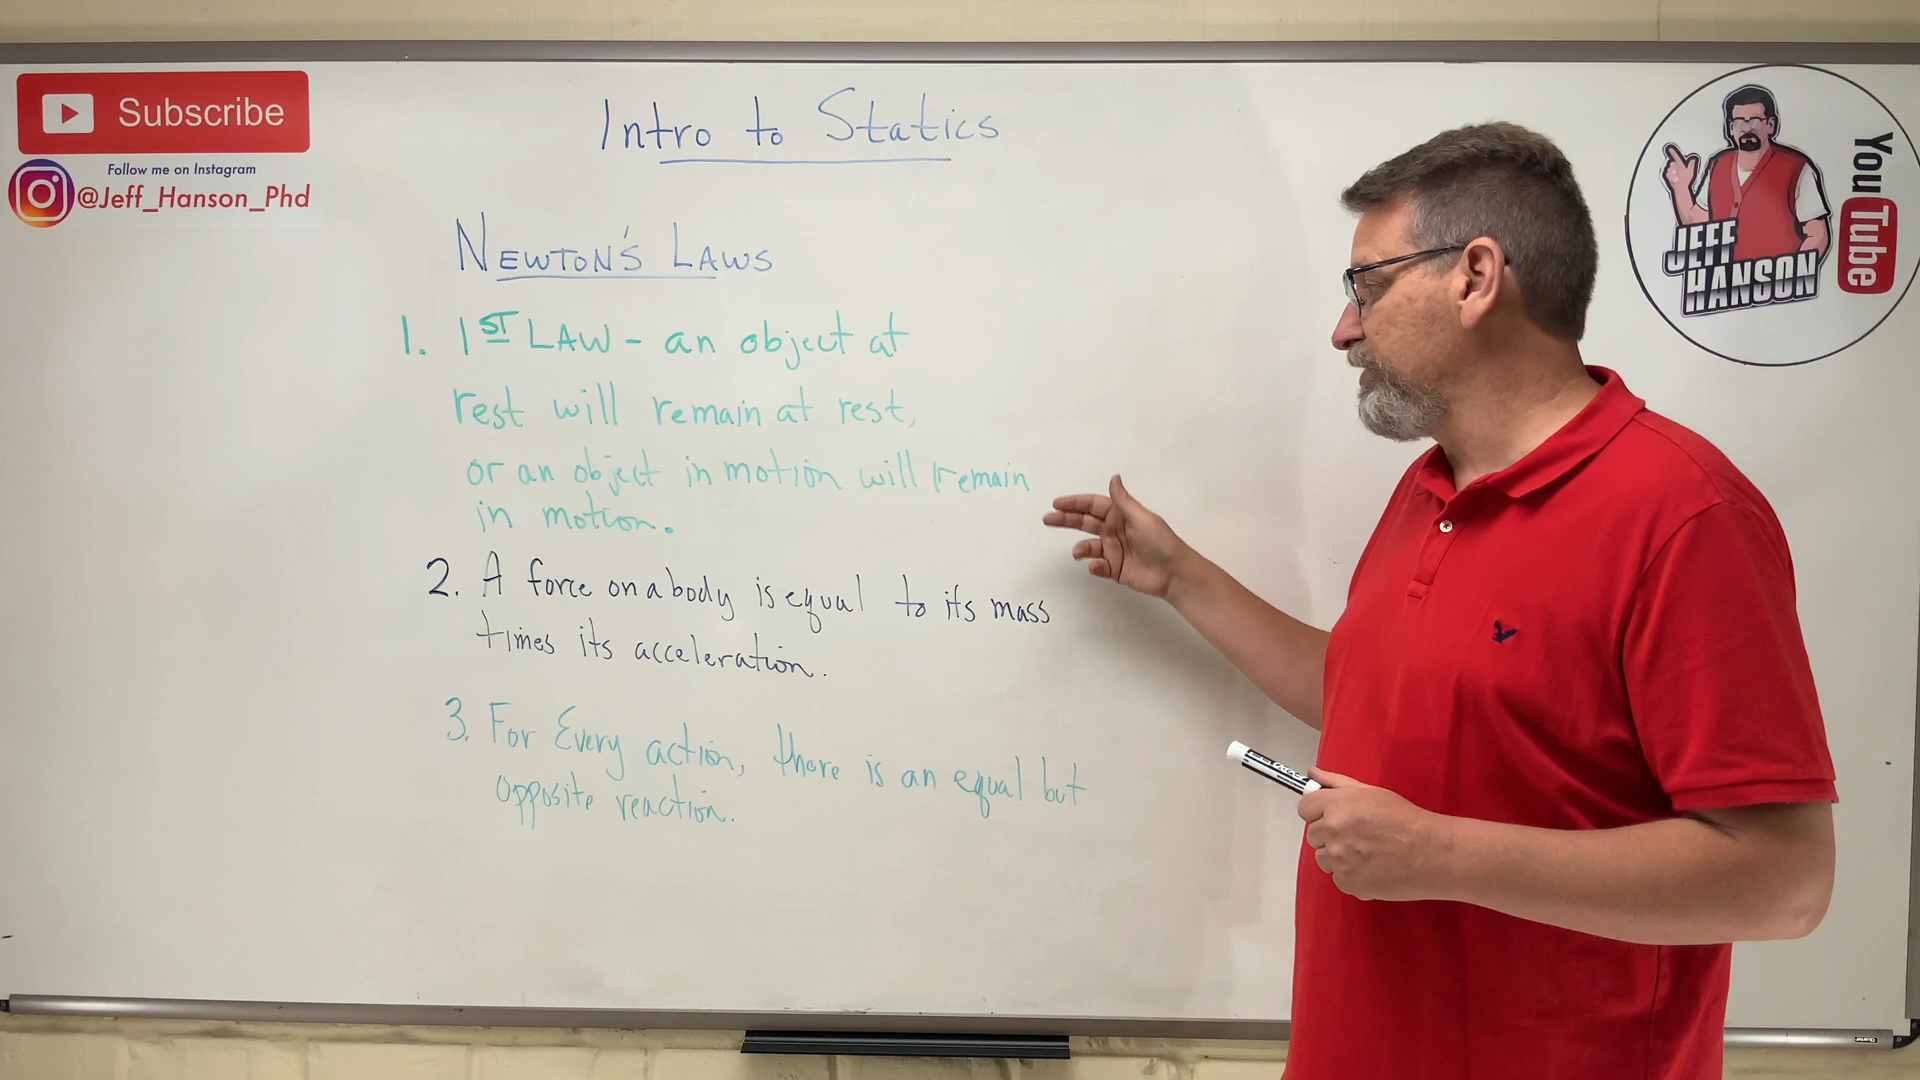 Subscribe
Follow me on Instagram
@Jeff_Hanson_Phd
Intro to Statics
NEWTON'S LAWS
1. 1ST LAW - an object at
rest will remain at rest,
or an object in motion will remain
in motion.
2. A force on a body is equal to its mass
times its acceleration.
3. For Every action, there is an equal but
opposite reaction.
JEFF
HANSON
YouTube